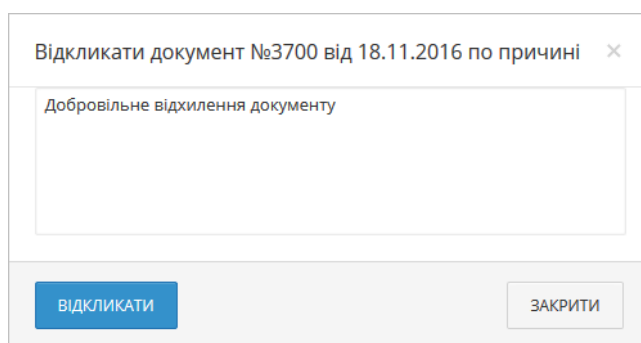 Відкликати документ №3700 від 18.11.2016 по причині ×
Добровільне відхилення документу
ВІДКЛИКАТИ ЗАКРИТИ